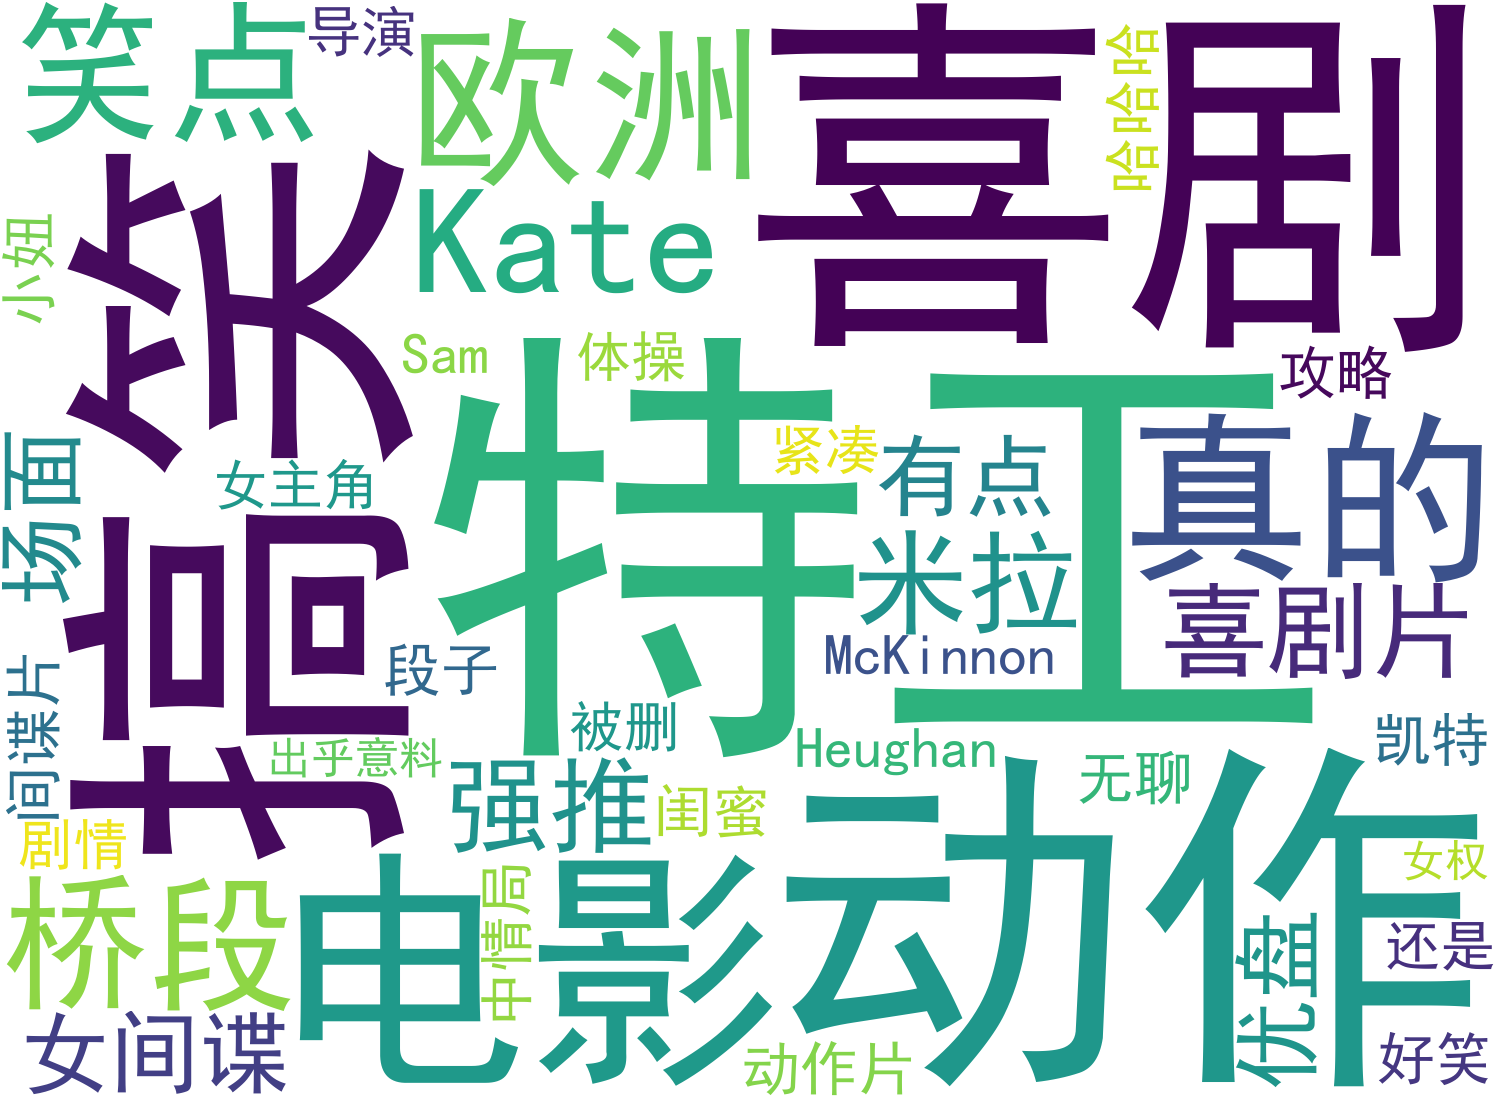 笑点
导演
欧洲
喜剧
哈哈哈
搞笑
小妞
Kate
Sam
体操
特工
攻略
真的
紧凑
有点
场面
女主角
米拉
喜剧片
McKinnon
段子
间谍片
被删
Heughan
凯特
出乎意料
强推
闺蜜
无聊
动作
剧情
电影
中情局
女权
桥段
优盘
还是
女间谍
动作片
好笑